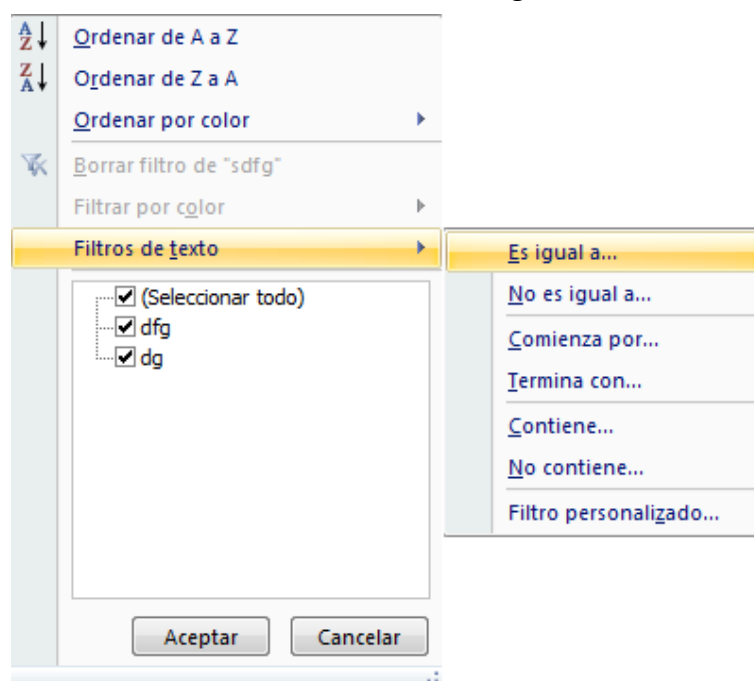 Ordenar de A a Z
Ordenar de Z a A
Ordenar por color
Borrar filtro de "sdfg"
Filtrar por color
Filtros de texto
(Seleccionar todo)
dfg
dg
Aceptar Cancelar
Es igual a...
No es igual a...
Comienza por...
Termina con...
Contiene...
No contiene...
Filtro personalizado...